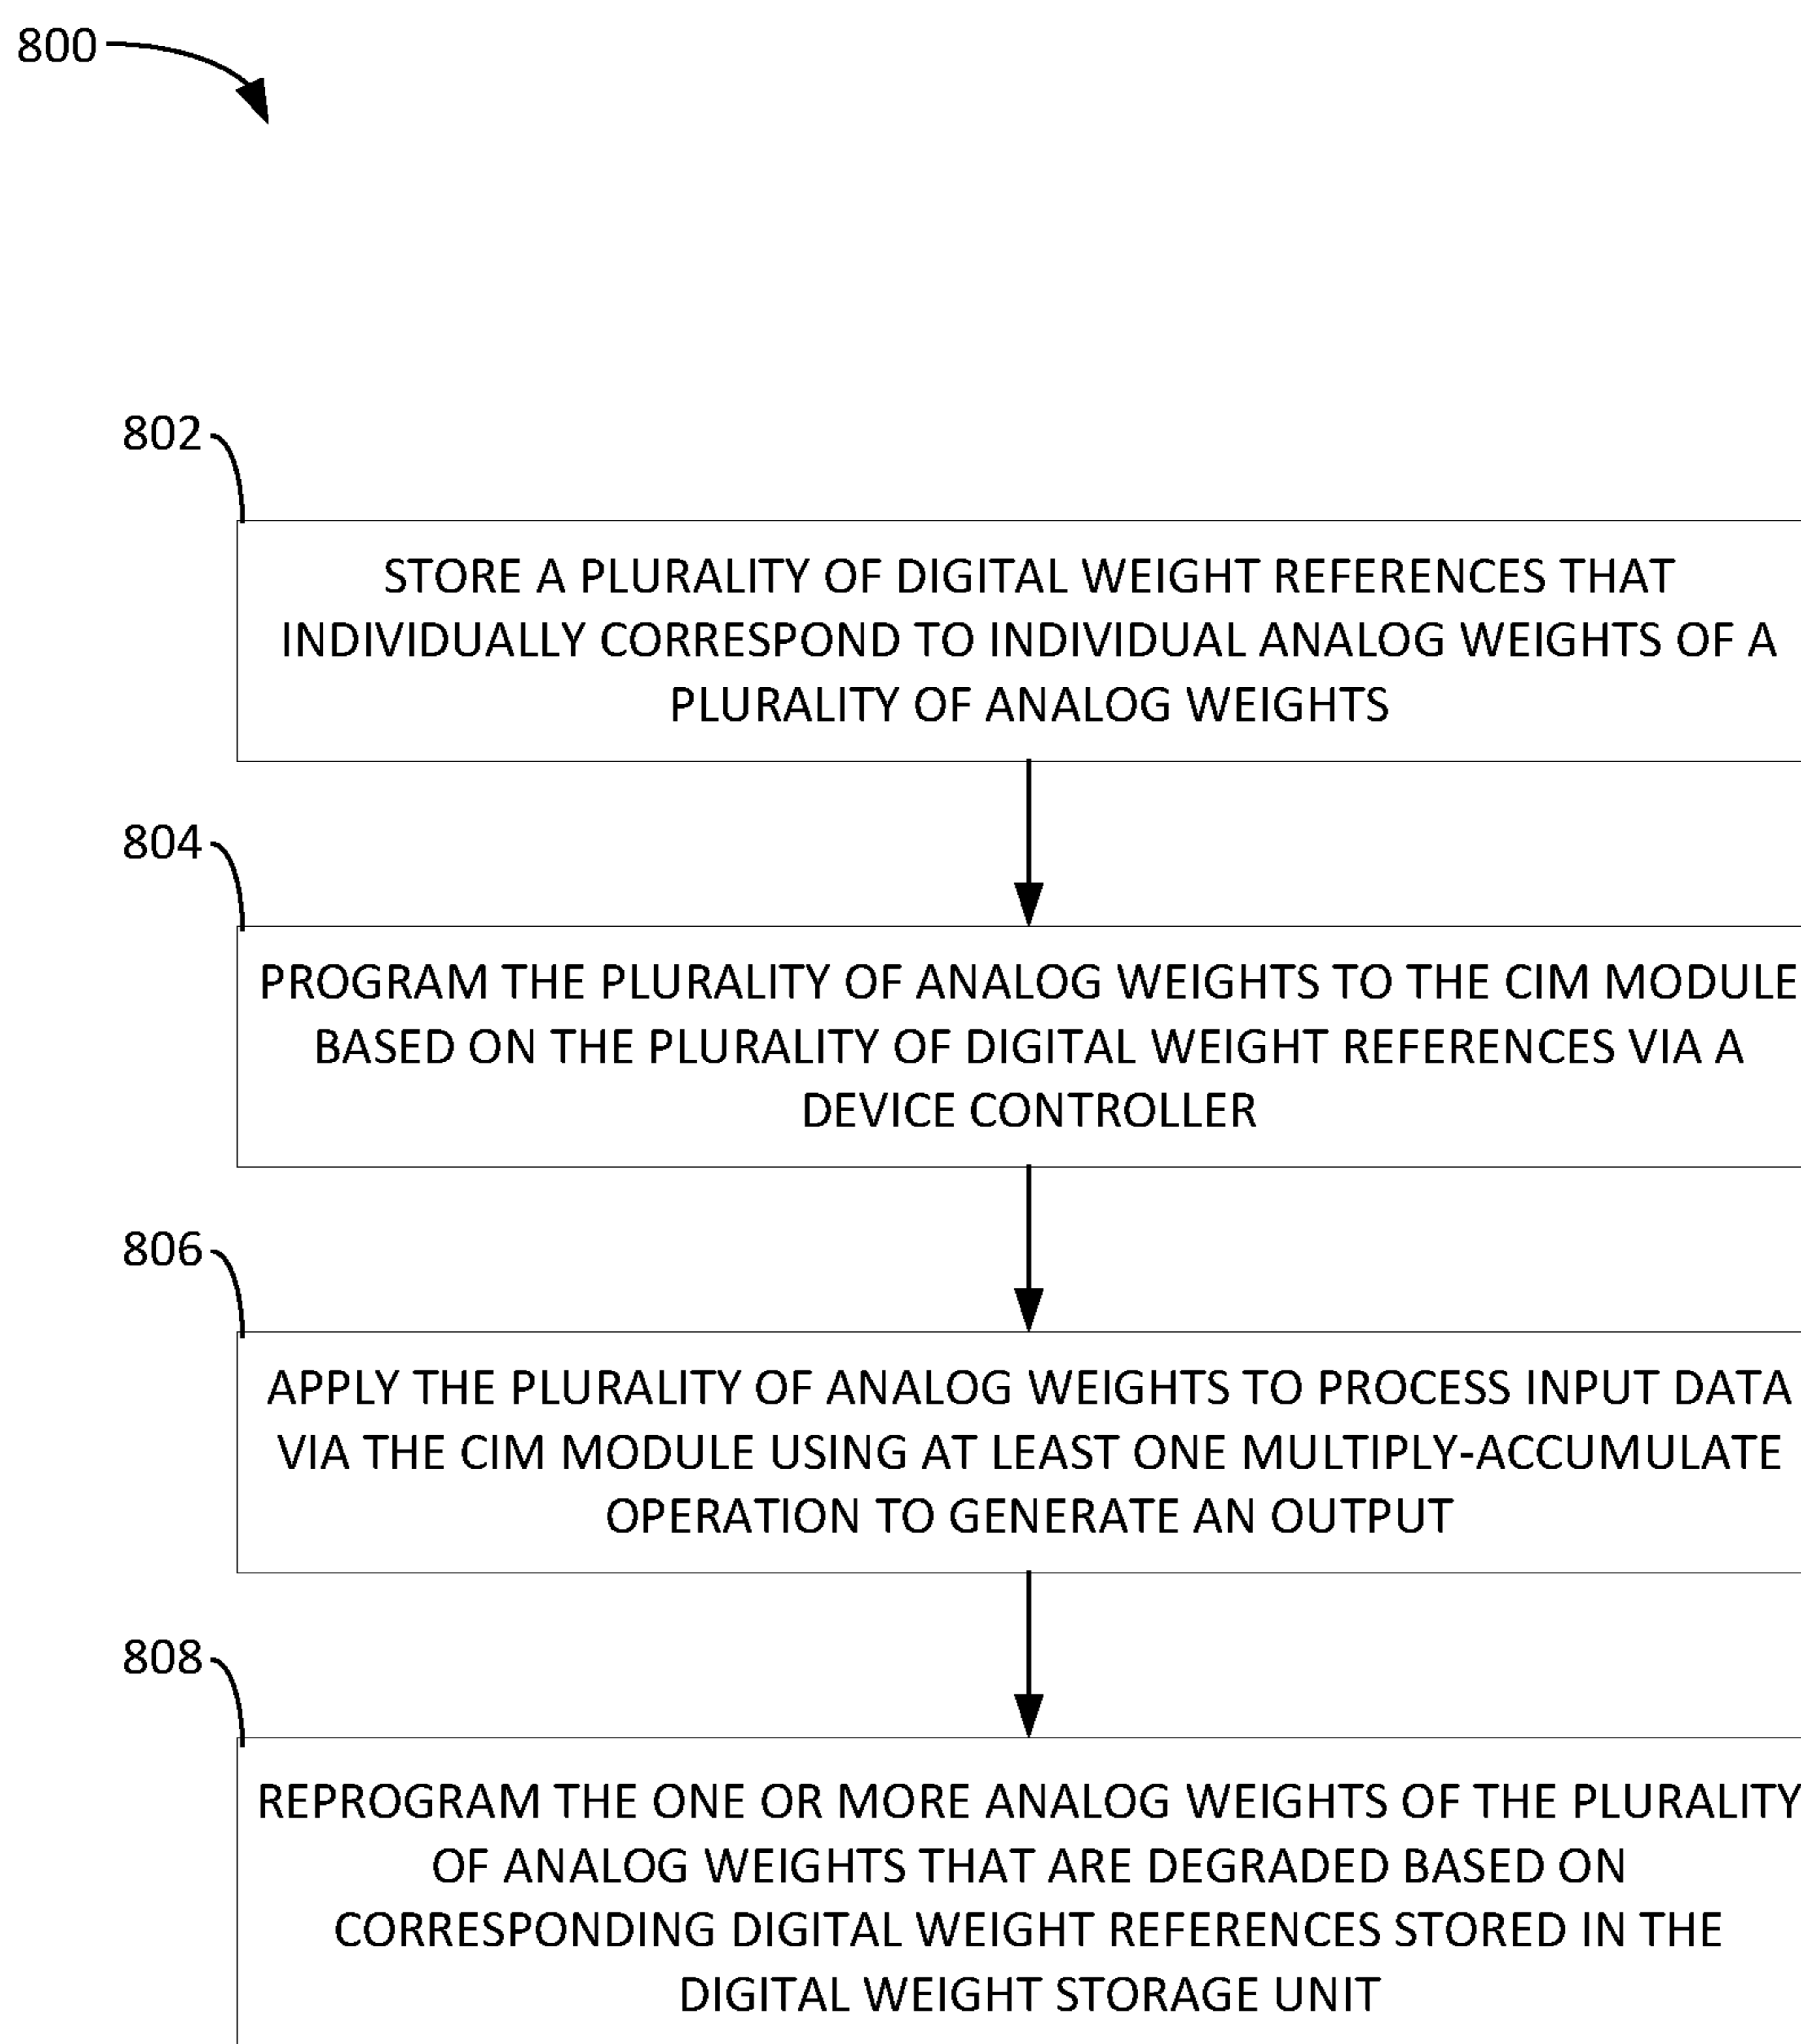 800
802
STORE A PLURALITY OF DIGITAL WEIGHT REFERENCES THAT
INDIVIDUALLY CORRESPOND TO INDIVIDUAL ANALOG WEIGHTS OF A
PLURALITY OF ANALOG WEIGHTS
804
PROGRAM THE PLURALITY OF ANALOG WEIGHTS TO THE CIM MODULE
BASED ON THE PLURALITY OF DIGITAL WEIGHT REFERENCES VIA A
DEVICE CONTROLLER
806
APPLY THE PLURALITY OF ANALOG WEIGHTS TO PROCESS INPUT DATA
VIA THE CIM MODULE USING AT LEAST ONE MULTIPLY-ACCUMULATE
OPERATION TO GENERATE AN OUTPUT
808
REPROGRAM THE ONE OR MORE ANALOG WEIGHTS OF THE PLURALITY
OF ANALOG WEIGHTS THAT ARE DEGRADED BASED ON
CORRESPONDING DIGITAL WEIGHT REFERENCES STORED IN THE
DIGITAL WEIGHT STORAGE UNIT